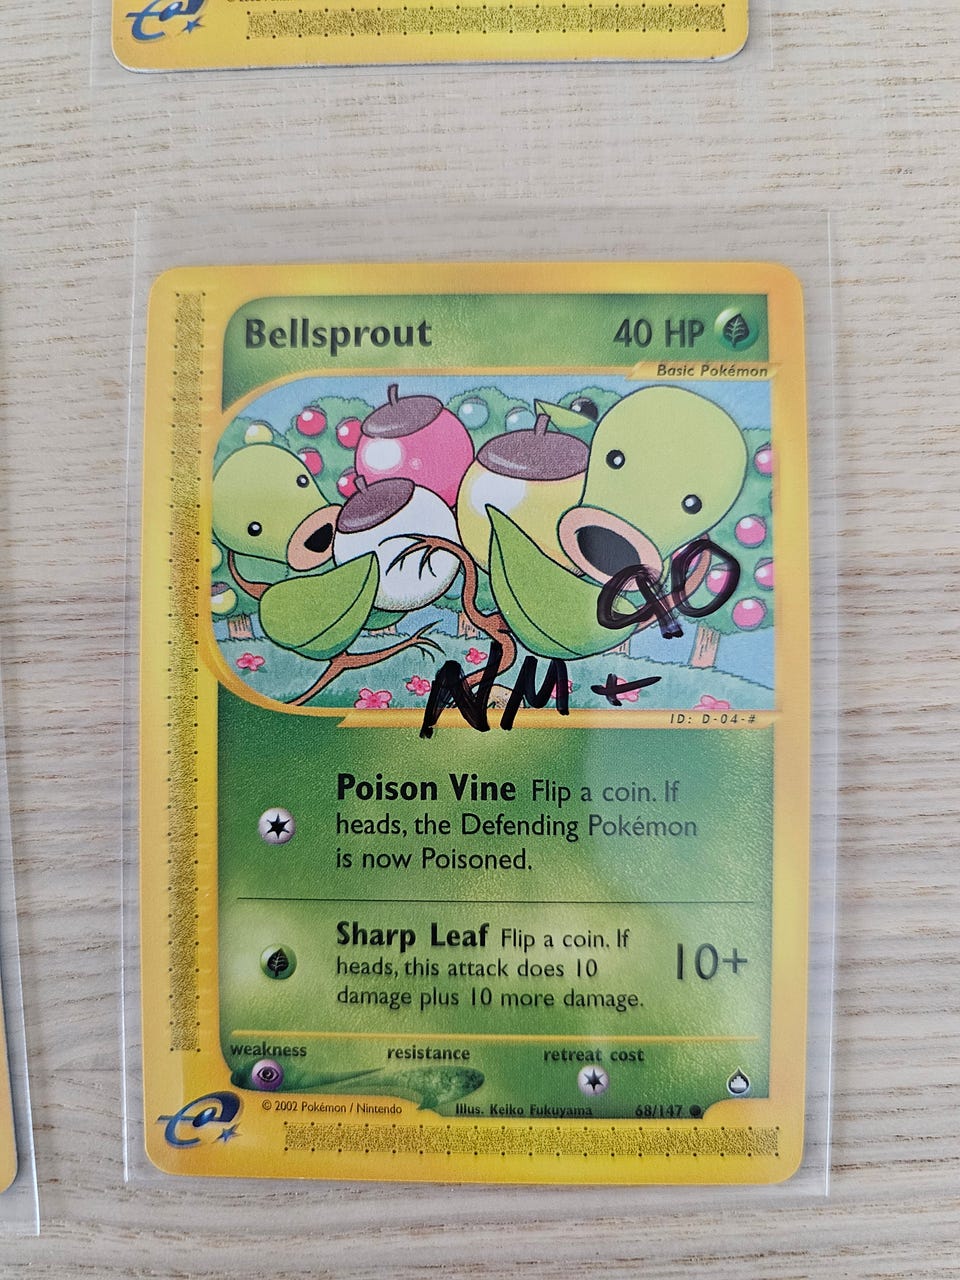 Bellsprout 40 HP
Basic Pokémon
90
NM +
ID: D-04-#
Poison Vine Flip a coin. If
heads, the Defending Pokémon
is now Poisoned.
Sharp Leaf Flip a coin. If
heads, this attack does 10
damage plus 10 more damage.
10+
weakness resistance retreat cost
© 2002 Pokémon / Nintendo Illus. Keiko Fukuyama 68/147